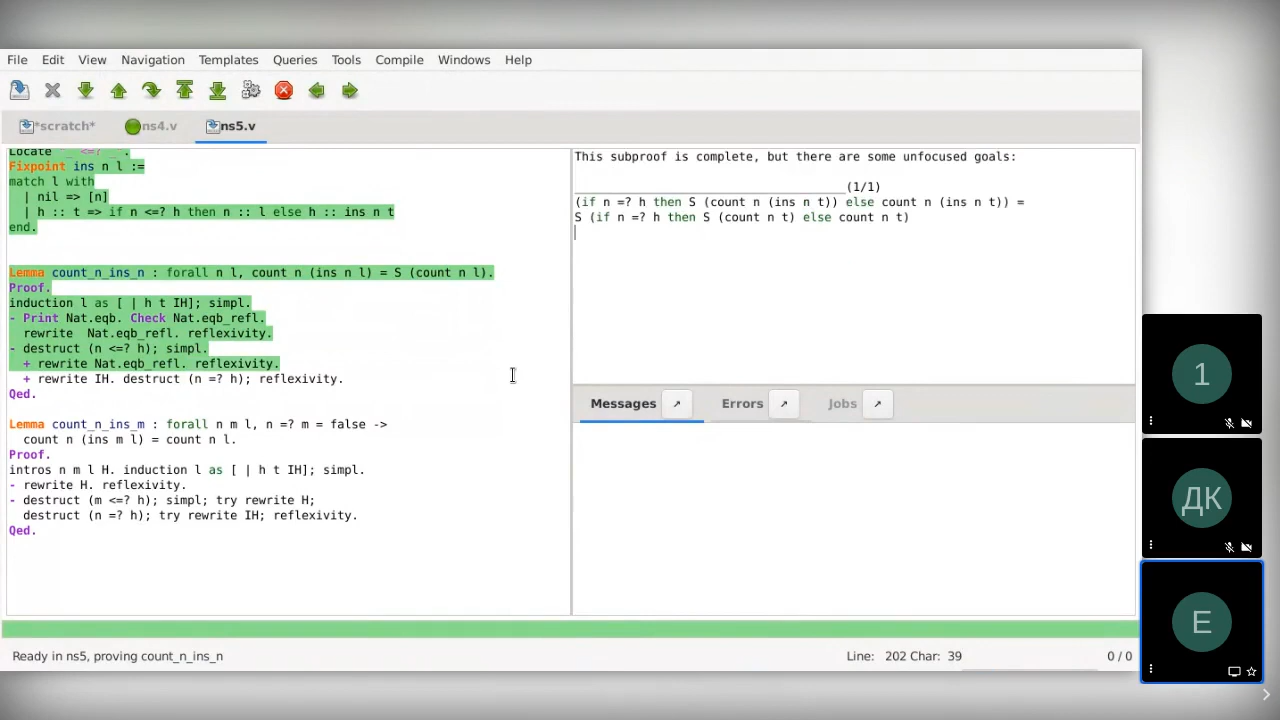 File Edit View Navigation Templates Queries Tools Compile Windows Help
*scratch* ns4.v ns5.v
Locate "_ <=? _".
Fixpoint ins n l :=
match l with
| nil => [n]
| h :: t => if n <=? h then n :: l else h :: ins n t
end.
Lemma count_n_ins_n : forall n l, count n (ins n l) = S (count n l).
Proof.
induction l as [ | h t IH]; simpl.
- Print Nat.eqb. Check Nat.eqb_refl.
rewrite  Nat.eqb_refl. reflexivity.
- destruct (n <=? h); simpl.
+ rewrite Nat.eqb_refl. reflexivity.
+ rewrite IH. destruct (n =? h); reflexivity.
Qed.
Lemma count_n_ins_m : forall n m l, n =? m = false ->
count n (ins m l) = count n l.
Proof.
intros n m l H. induction l as [ | h t IH]; simpl.
- rewrite H. reflexivity.
- destruct (m <=? h); simpl; try rewrite H;
destruct (n =? h); try rewrite IH; reflexivity.
Qed.
This subproof is complete, but there are some unfocused goals:
______________________________________(1/1)
(if n =? h then S (count n (ins n t)) else count n (ins n t)) =
S (if n =? h then S (count n t) else count n t)
Messages Errors Jobs
Ready in ns5, proving count_n_ins_n
Line: 202 Char: 39
0 / 0
1
ДК
E